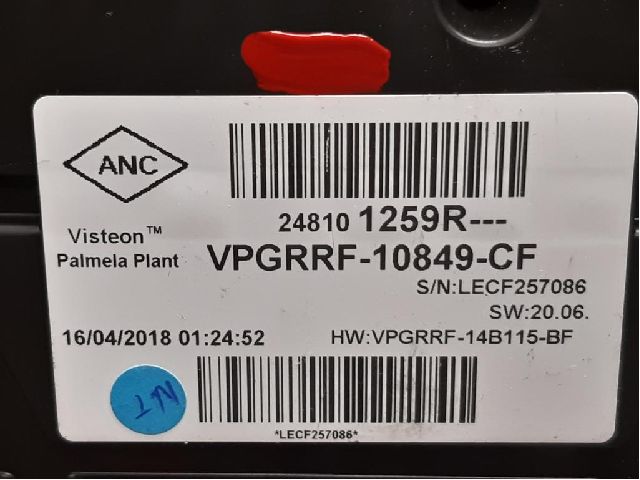 ANC
Visteon™
Palmela Plant
24810 1259R---
VPGRRF-10849-CF
S/N:LECF257086
SW:20.06.
16/04/2018 01:24:52
HW:VPGRRF-14B115-BF
*LECF257086*